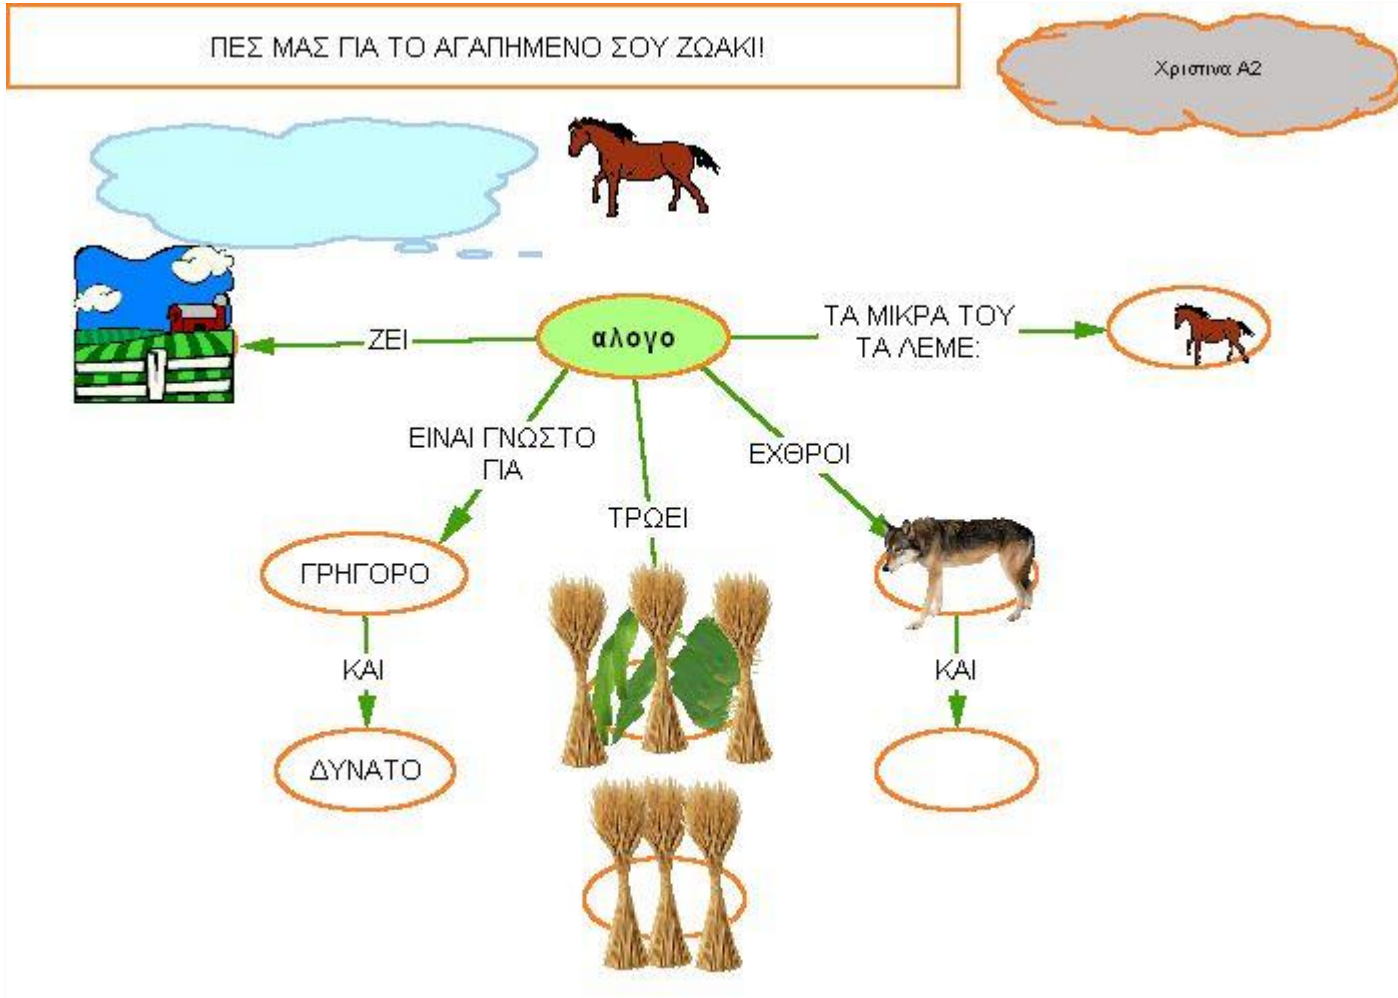 ΠΕΣ ΜΑΣ ΓΙΑ ΤΟ ΑΓΑΠΗΜΕΝΟ ΣΟΥ ΖΩΑΚΙ!
Χριστινα Α2
ΖΕΙ
αλογο
ΤΑ ΜΙΚΡΑ ΤΟΥ
ΤΑ ΛΕΜΕ:
ΕΙΝΑΙ ΓΝΩΣΤΟ
ΓΙΑ
ΕΧΘΡΟΙ
ΤΡΩΕΙ
ΓΡΗΓΟΡΟ
ΚΑΙ
ΚΑΙ
ΔΥΝΑΤΟ